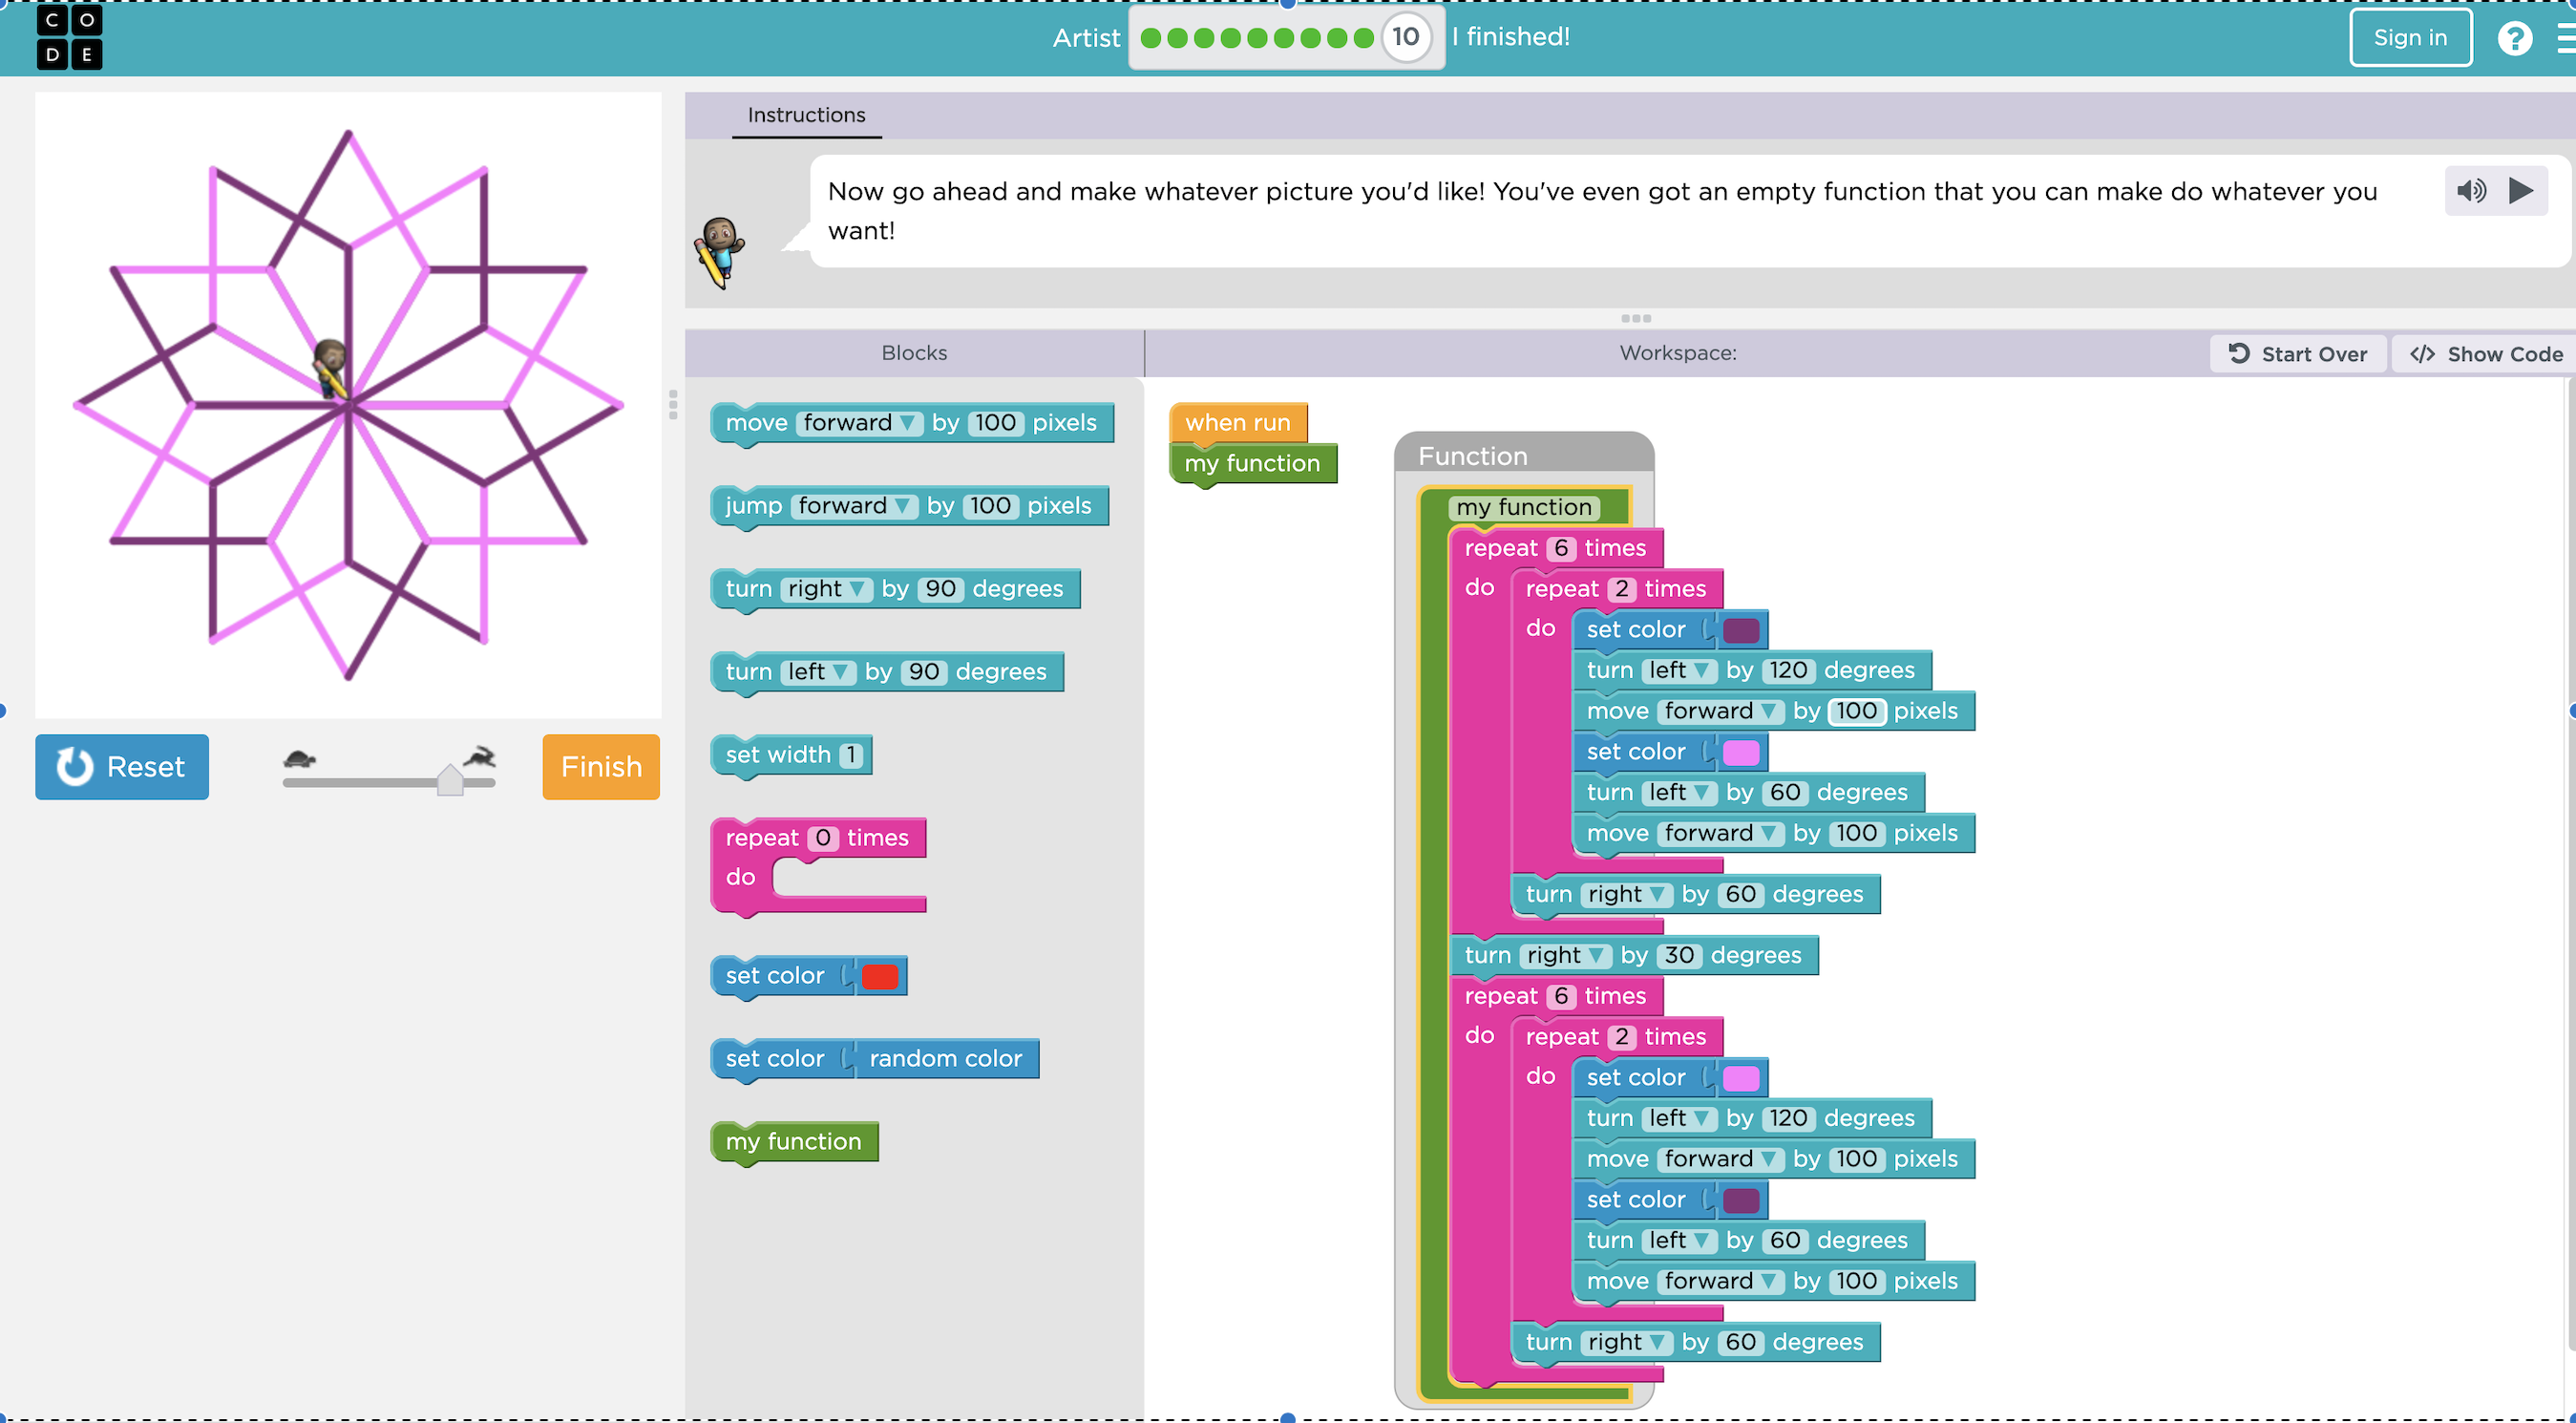 C O
D E
Artist 10 I finished!
Sign in ?
Instructions
Now go ahead and make whatever picture you'd like! You've even got an empty function that you can make do whatever you
want!
Blocks
Workspace:
Start Over
</> Show Code
Reset
Finish
move forward by 100 pixels
jump forward by 100 pixels
turn right by 90 degrees
turn left by 90 degrees
set width 1
repeat 0 times
do
set color
set color random color
my function
when run
my function
Function
my function
repeat 6 times
do repeat 2 times
do set color
turn left by 120 degrees
move forward by 100 pixels
set color
turn left by 60 degrees
move forward by 100 pixels
turn right by 60 degrees
turn right by 30 degrees
repeat 6 times
do repeat 2 times
do set color
turn left by 120 degrees
move forward by 100 pixels
set color
turn left by 60 degrees
move forward by 100 pixels
turn right by 60 degrees